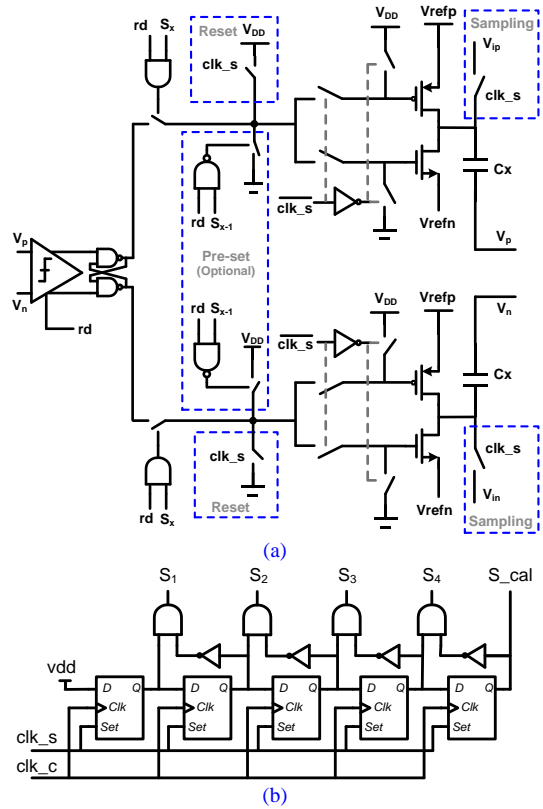 rd Sx
Reset
VDD
clk_s
VDD
Vrefp
Sampling
Vip
clk_s
rd Sx-1
clk_s
Vrefn
Cx
Vp
Vp
Vn
rd
Pre-set
(Optional)
rd Sx-1
VDD
clk_s
VDD
Vrefp
Vn
Cx
rd Sx
clk_s
Reset
Vrefn
clk_s
Vin
Sampling
(a)
S1 S2 S3 S4 S_cal
vdd
D Q D Q D Q D Q D Q
Clk Clk Clk Clk Clk
Set Set Set Set Set
clk_s
clk_c
(b)